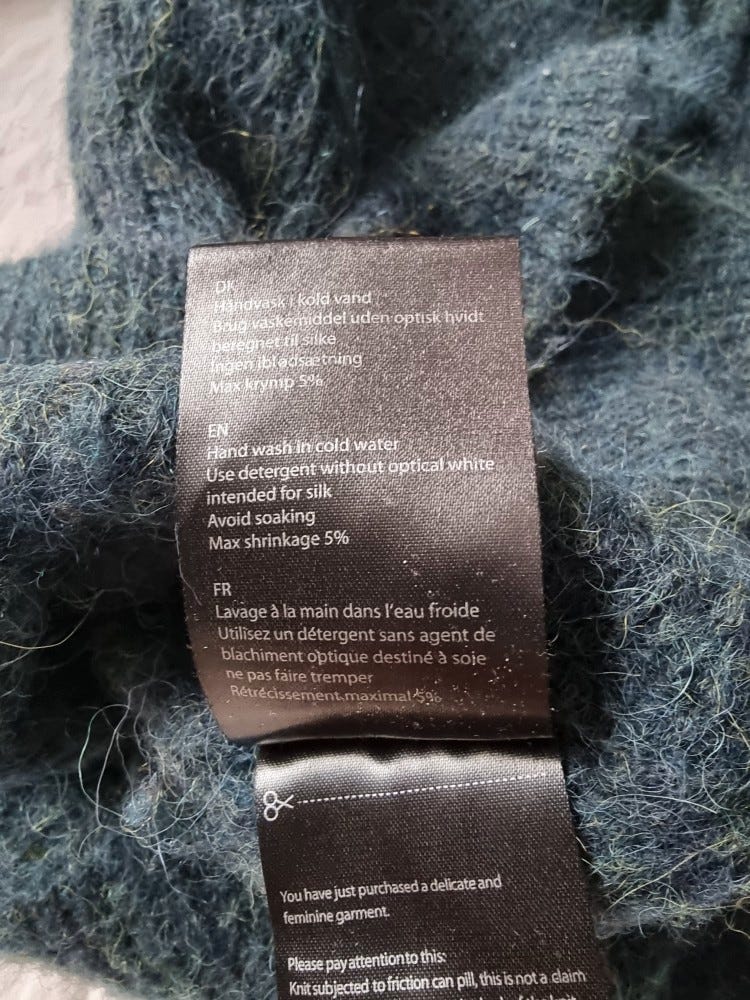 DK
Håndvask i kold vand
Brug vaskemiddel uden optisk hvidt
beregnet til silke
Ingen iblødsætning
Max krymp 5%
EN
Hand wash in cold water
Use detergent without optical white
intended for silk
Avoid soaking
Max shrinkage 5%
FR
Lavage à la main dans l'eau froide
Utilisez un détergent sans agent de
blachiment optique destiné à soie
ne pas faire tremper
Rétrécissement maximal 5%
You have just purchased a delicate and
feminine garment.
Please pay attention to this:
Knit subjected to friction can pill, this is not a claim